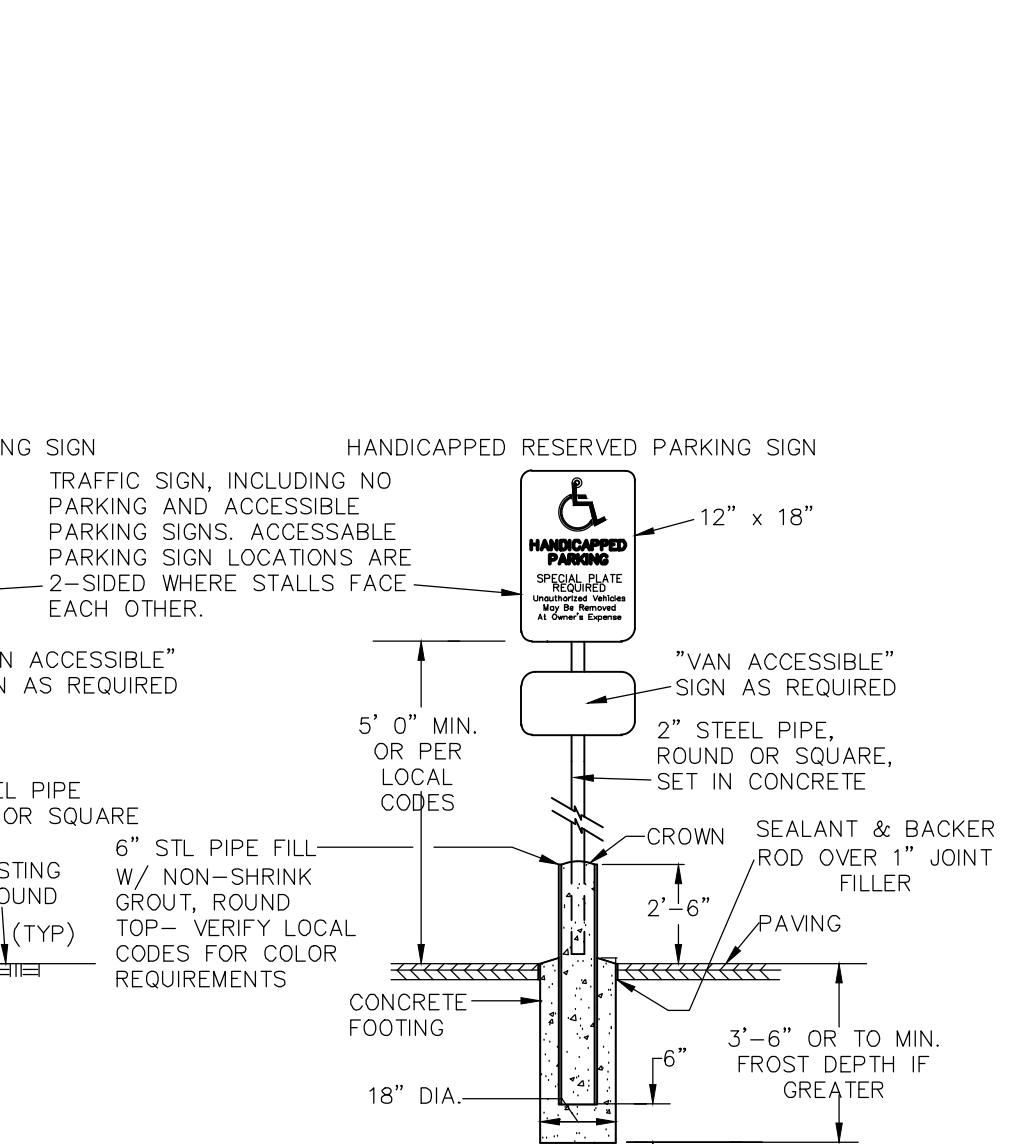 NG SIGN
HANDICAPPED RESERVED PARKING SIGN
TRAFFIC SIGN, INCLUDING NO
PARKING AND ACCESSIBLE
PARKING SIGNS. ACCESSABLE
PARKING SIGN LOCATIONS ARE
2-SIDED WHERE STALLS FACE
EACH OTHER.
HANDICAPPED
PARKING
SPECIAL PLATE
REQUIRED
Unauthorized Vehicles
May Be Removed
At Owner's Expense
12" x 18"
N ACCESSIBLE"
N AS REQUIRED
"VAN ACCESSIBLE"
SIGN AS REQUIRED
5' 0" MIN.
OR PER
LOCAL
CODES
2" STEEL PIPE,
ROUND OR SQUARE,
SET IN CONCRETE
EL PIPE
OR SQUARE
6" STL PIPE FILL
W/ NON-SHRINK
GROUT, ROUND
TOP- VERIFY LOCAL
CODES FOR COLOR
REQUIREMENTS
CROWN
SEALANT & BACKER
ROD OVER 1" JOINT
FILLER
STING
OUND
(TYP)
2'-6"
PAVING
CONCRETE
FOOTING
3'-6" OR TO MIN.
FROST DEPTH IF
GREATER
6"
18" DIA.